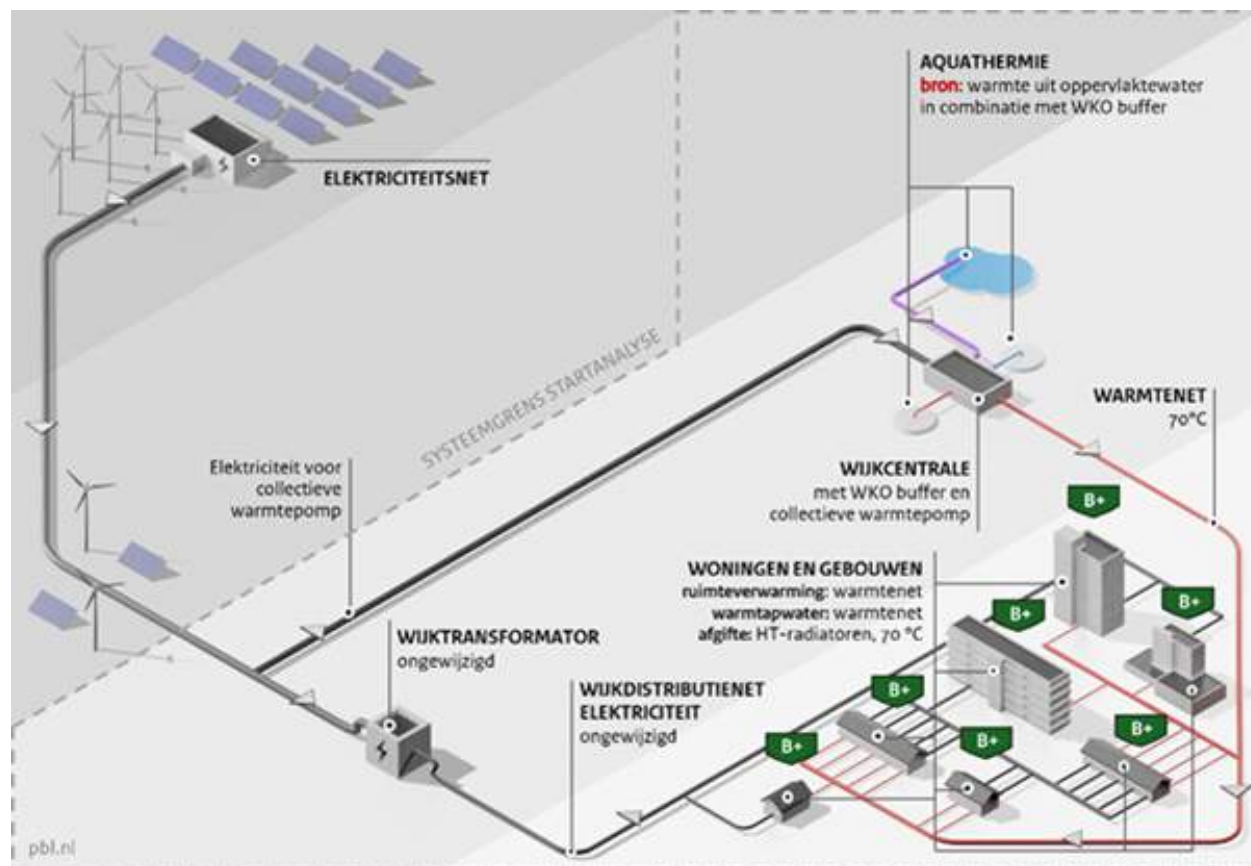 ELEKTRICITEITSNET
AQUATHERMIE
bron: warmte uit oppervlaktewater
in combinatie met WKO buffer
SYSTEEMGRENS STARTANALYSE
WARMTENET
70°C
Elektriciteit voor
collectieve
warmtepomp
WIJKCENTRALE
met WKO buffer en
collectieve warmtepomp
B+
WONINGEN EN GEBOUWEN
ruimteverwarming: warmtenet
warmtapwater: warmtenet
afgifte: HT-radiatoren, 70 °C
B+
B+
WIJKTRANSFORMATOR
ongewijzigd
WIJKDISTRIBUTIENET
ELEKTRICITEIT
ongewijzigd
B+
B+
B+
B+
pbl.nl